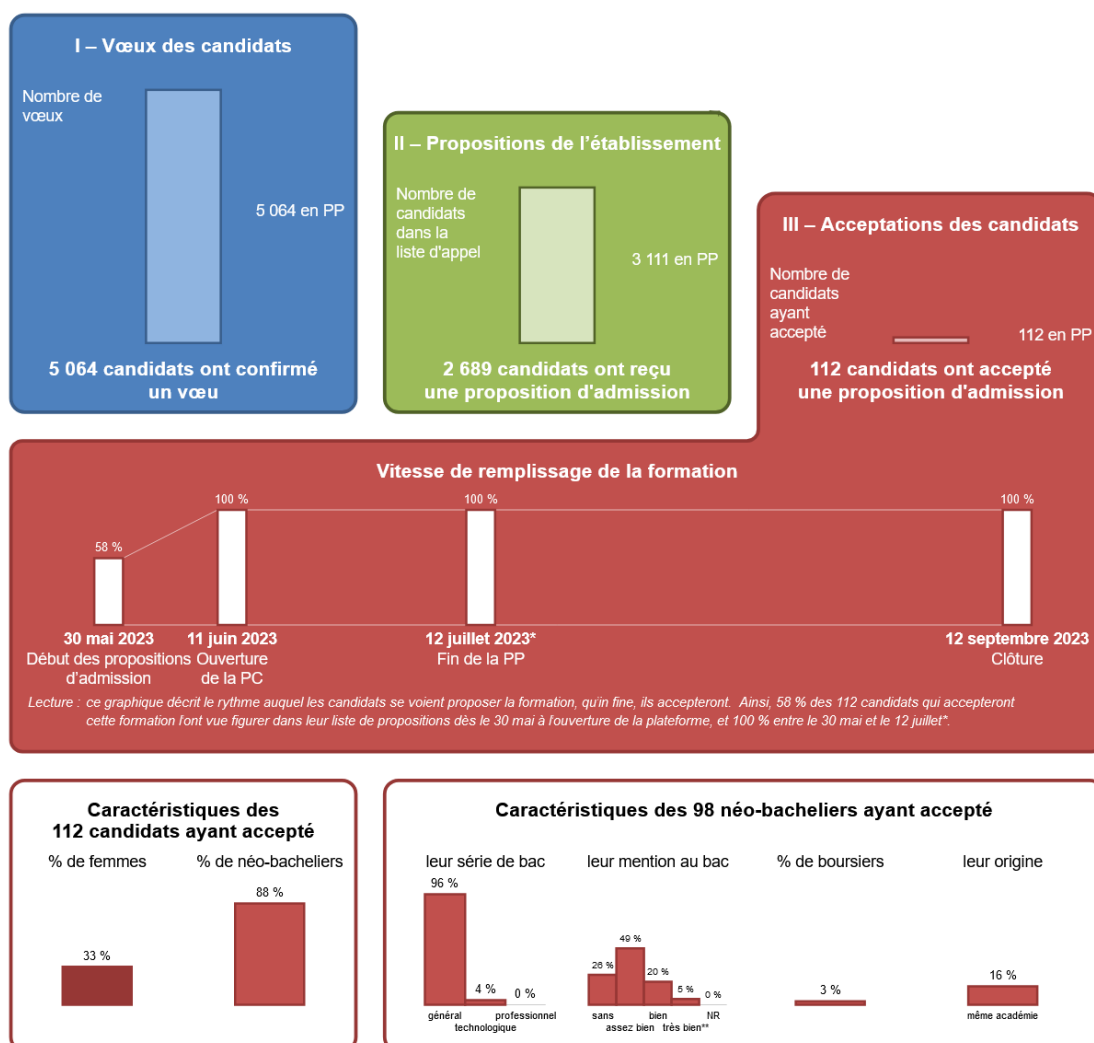 I – Vœux des candidats
Nombre de
vœux
5 064 en PP
5 064 candidats ont confirmé
un vœu
II – Propositions de l'établissement
Nombre de
candidats
dans la
liste d'appel
3 111 en PP
2 689 candidats ont reçu
une proposition d'admission
III – Acceptations des candidats
Nombre de
candidats
ayant
accepté
112 en PP
112 candidats ont accepté
une proposition d'admission
Vitesse de remplissage de la formation
58 %
100 %
100 %
100 %
30 mai 2023
Début des propositions
d'admission
11 juin 2023
Ouverture
de la PC
12 juillet 2023*
Fin de la PP
12 septembre 2023
Clôture
Lecture : ce graphique décrit le rythme auquel les candidats se voient proposer la formation, qu'in fine, ils accepteront. Ainsi, 58 % des 112 candidats qui accepteront
cette formation l'ont vue figurer dans leur liste de propositions dès le 30 mai à l'ouverture de la plateforme, et 100 % entre le 30 mai et le 12 juillet*.
Caractéristiques des
112 candidats ayant accepté
% de femmes
33 %
% de néo-bacheliers
88 %
Caractéristiques des 98 néo-bacheliers ayant accepté
leur série de bac
96 %
4 %
0 %
général
professionnel
technologique
leur mention au bac
26 %
49 %
20 %
5 %
0 %
sans
bien
NR
assez bien
très bien**
% de boursiers
3 %
leur origine
16 %
même académie